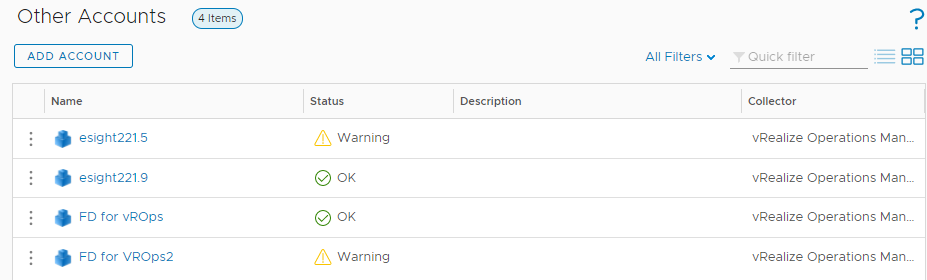 Other Accounts 4 Items ?
ADD ACCOUNT All Filters Quick filter
Name Status Description Collector
esight221.5 Warning vRealize Operations Man...
esight221.9 OK vRealize Operations Man...
FD for vROps OK vRealize Operations Man...
FD for VROps2 Warning vRealize Operations Man...